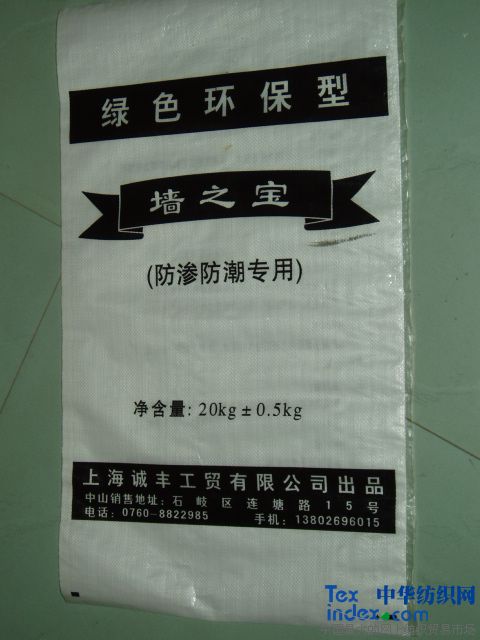 绿色环保型
墙之宝
(防渗防潮专用)
净含量: 20kg±0.5kg
上海诚丰工贸有限公司出品
中山销售地址: 石岐区连塘路15号
电话: 0760-8822985 手机: 13802696015
Tex 中华纺织网
index.com